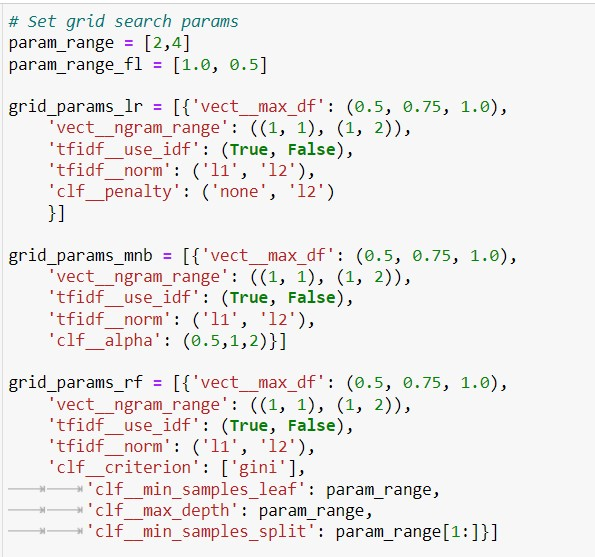 # Set grid search params
param_range = [2,4]
param_range_fl = [1.0, 0.5]
grid_params_lr = [{'vect__max_df': (0.5, 0.75, 1.0),
'vect__ngram_range': ((1, 1), (1, 2)),
'tfidf__use_idf': (True, False),
'tfidf__norm': ('l1', 'l2'),
'clf__penalty': ('none', 'l2')
}]
grid_params_mnb = [{'vect__max_df': (0.5, 0.75, 1.0),
'vect__ngram_range': ((1, 1), (1, 2)),
'tfidf__use_idf': (True, False),
'tfidf__norm': ('l1', 'l2'),
'clf__alpha': (0.5,1,2)}]
grid_params_rf = [{'vect__max_df': (0.5, 0.75, 1.0),
'vect__ngram_range': ((1, 1), (1, 2)),
'tfidf__use_idf': (True, False),
'tfidf__norm': ('l1', 'l2'),
'clf__criterion': ['gini'],
'clf__min_samples_leaf': param_range,
'clf__max_depth': param_range,
'clf__min_samples_split': param_range[1:]}]